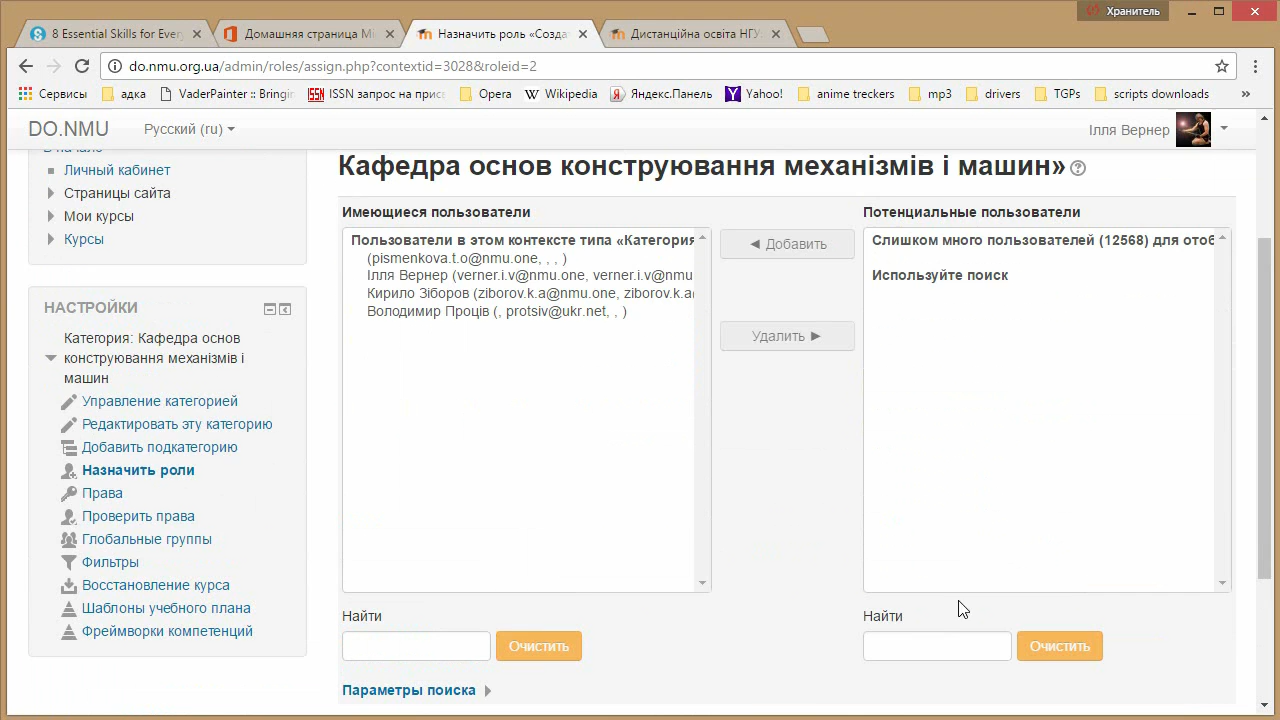 Хранитель
8 Essential Skills for Ever
Домашняя страница Mi
Назначить роль «Созда
Дистанційна освіта НГУ
do.nmu.org.ua/admin/roles/assign.php?contextid=3028&roleid=2
Сервисы
адка
VaderPainter :: Bringin
ISSN запрос на прис
Opera
Wikipedia
Яндекс.Панель
Yahoo!
anime treckers
mp3
drivers
TGPs
scripts downloads
»
DO.NMU
Русский (ru)
Ілля Вернер
В начало
Личный кабинет
Страницы сайта
Мои курсы
Курсы
НАСТРОЙКИ
Категория: Кафедра основ
конструювання механізмів і
машин
Управление категорией
Редактировать эту категорию
Добавить подкатегорию
Назначить роли
Права
Проверить права
Глобальные группы
Фильтры
Восстановление курса
Шаблоны учебного плана
Фреймворки компетенций
Кафедра основ конструювання механізмів і машин»
Имеющиеся пользователи
Пользователи в этом контексте типа «Категория
(pismenkova.t.o@nmu.one, , , )
Ілля Вернер (verner.i.v@nmu.one, verner.i.v@nmu
Кирило Зіборов (ziborov.k.a@nmu.one, ziborov.k.a
Володимир Проців (, protsiv@ukr.net, , )
Найти
Очистить
Параметры поиска
◄ Добавить
Удалить ►
Потенциальные пользователи
Слишком много пользователей (12568) для отоб
Используйте поиск
Найти
Очистить